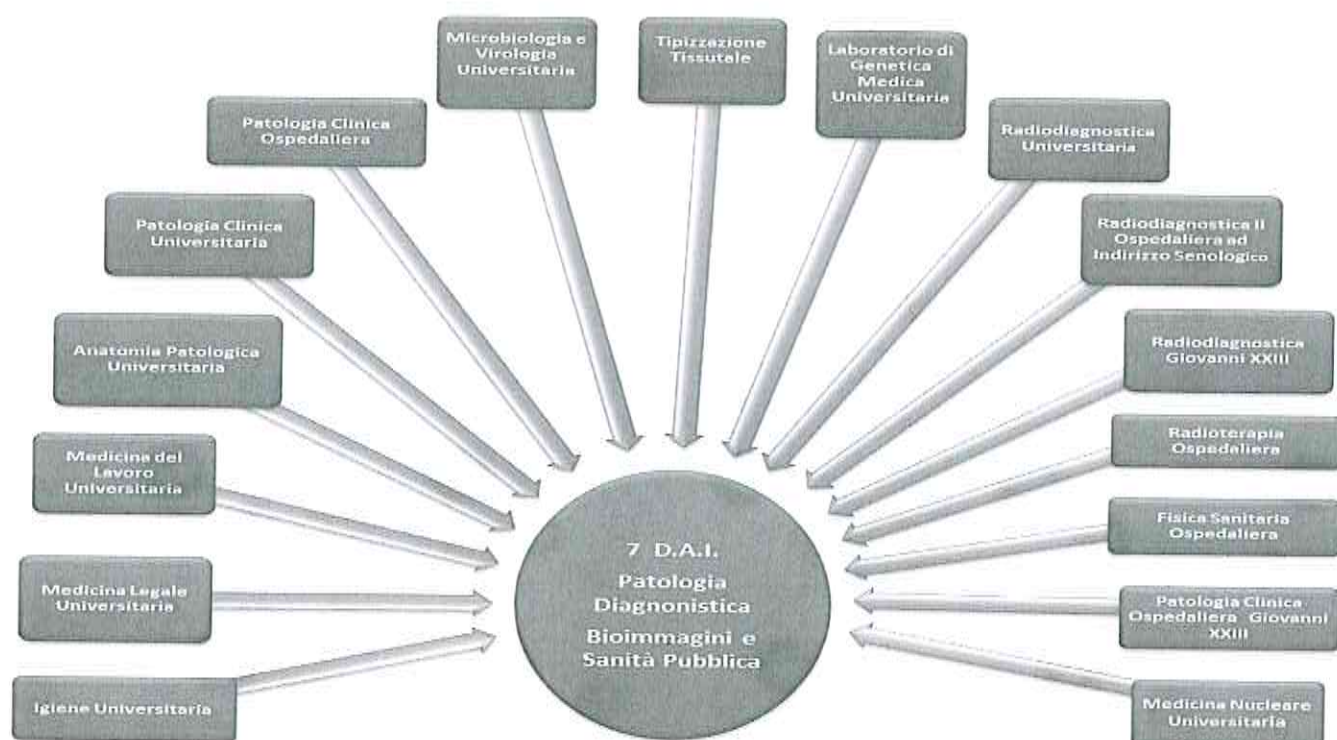 Microbiologia e
Virologia
Universitaria
Tipizzazione
Tissutale
Laboratorio di
Genetica
Medica
Universitaria
Patologia Clinica
Ospedaliera
Radiodiagnostica
Universitaria
Patologia Clinica
Universitaria
Radiodiagnostica II
Ospedaliera ad
Indirizzo Senologico
Anatomia Patologica
Universitaria
Radiodiagnostica
Giovanni XXIII
Medicina del
Lavoro
Universitaria
Radioterapia
Ospedaliera
Fisica Sanitaria
Ospedaliera
Medicina Legale
Universitaria
Patologia Clinica
Ospedaliera Giovanni
XXIII
Igiene Universitaria
Medicina Nucleare
Universitaria
7 D.A.I.
Patologia
Diagnonistica
Bioimmagini e
Sanità Pubblica